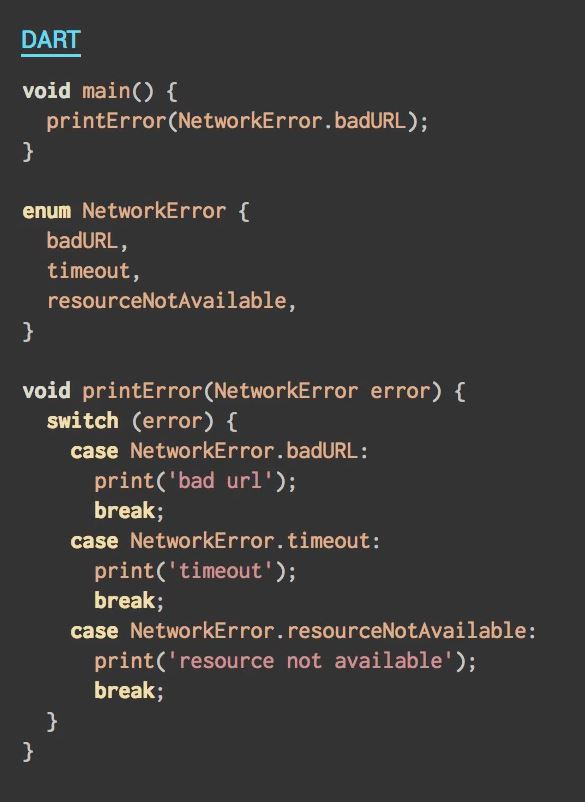 DART
void main() {
  printError(NetworkError.badURL);
}

enum NetworkError {
  badURL,
  timeout,
  resourceNotAvailable,
}

void printError(NetworkError error) {
  switch (error) {
    case NetworkError.badURL:
      print('bad url');
      break;
    case NetworkError.timeout:
      print('timeout');
      break;
    case NetworkError.resourceNotAvailable:
      print('resource not available');
      break;
  }
}